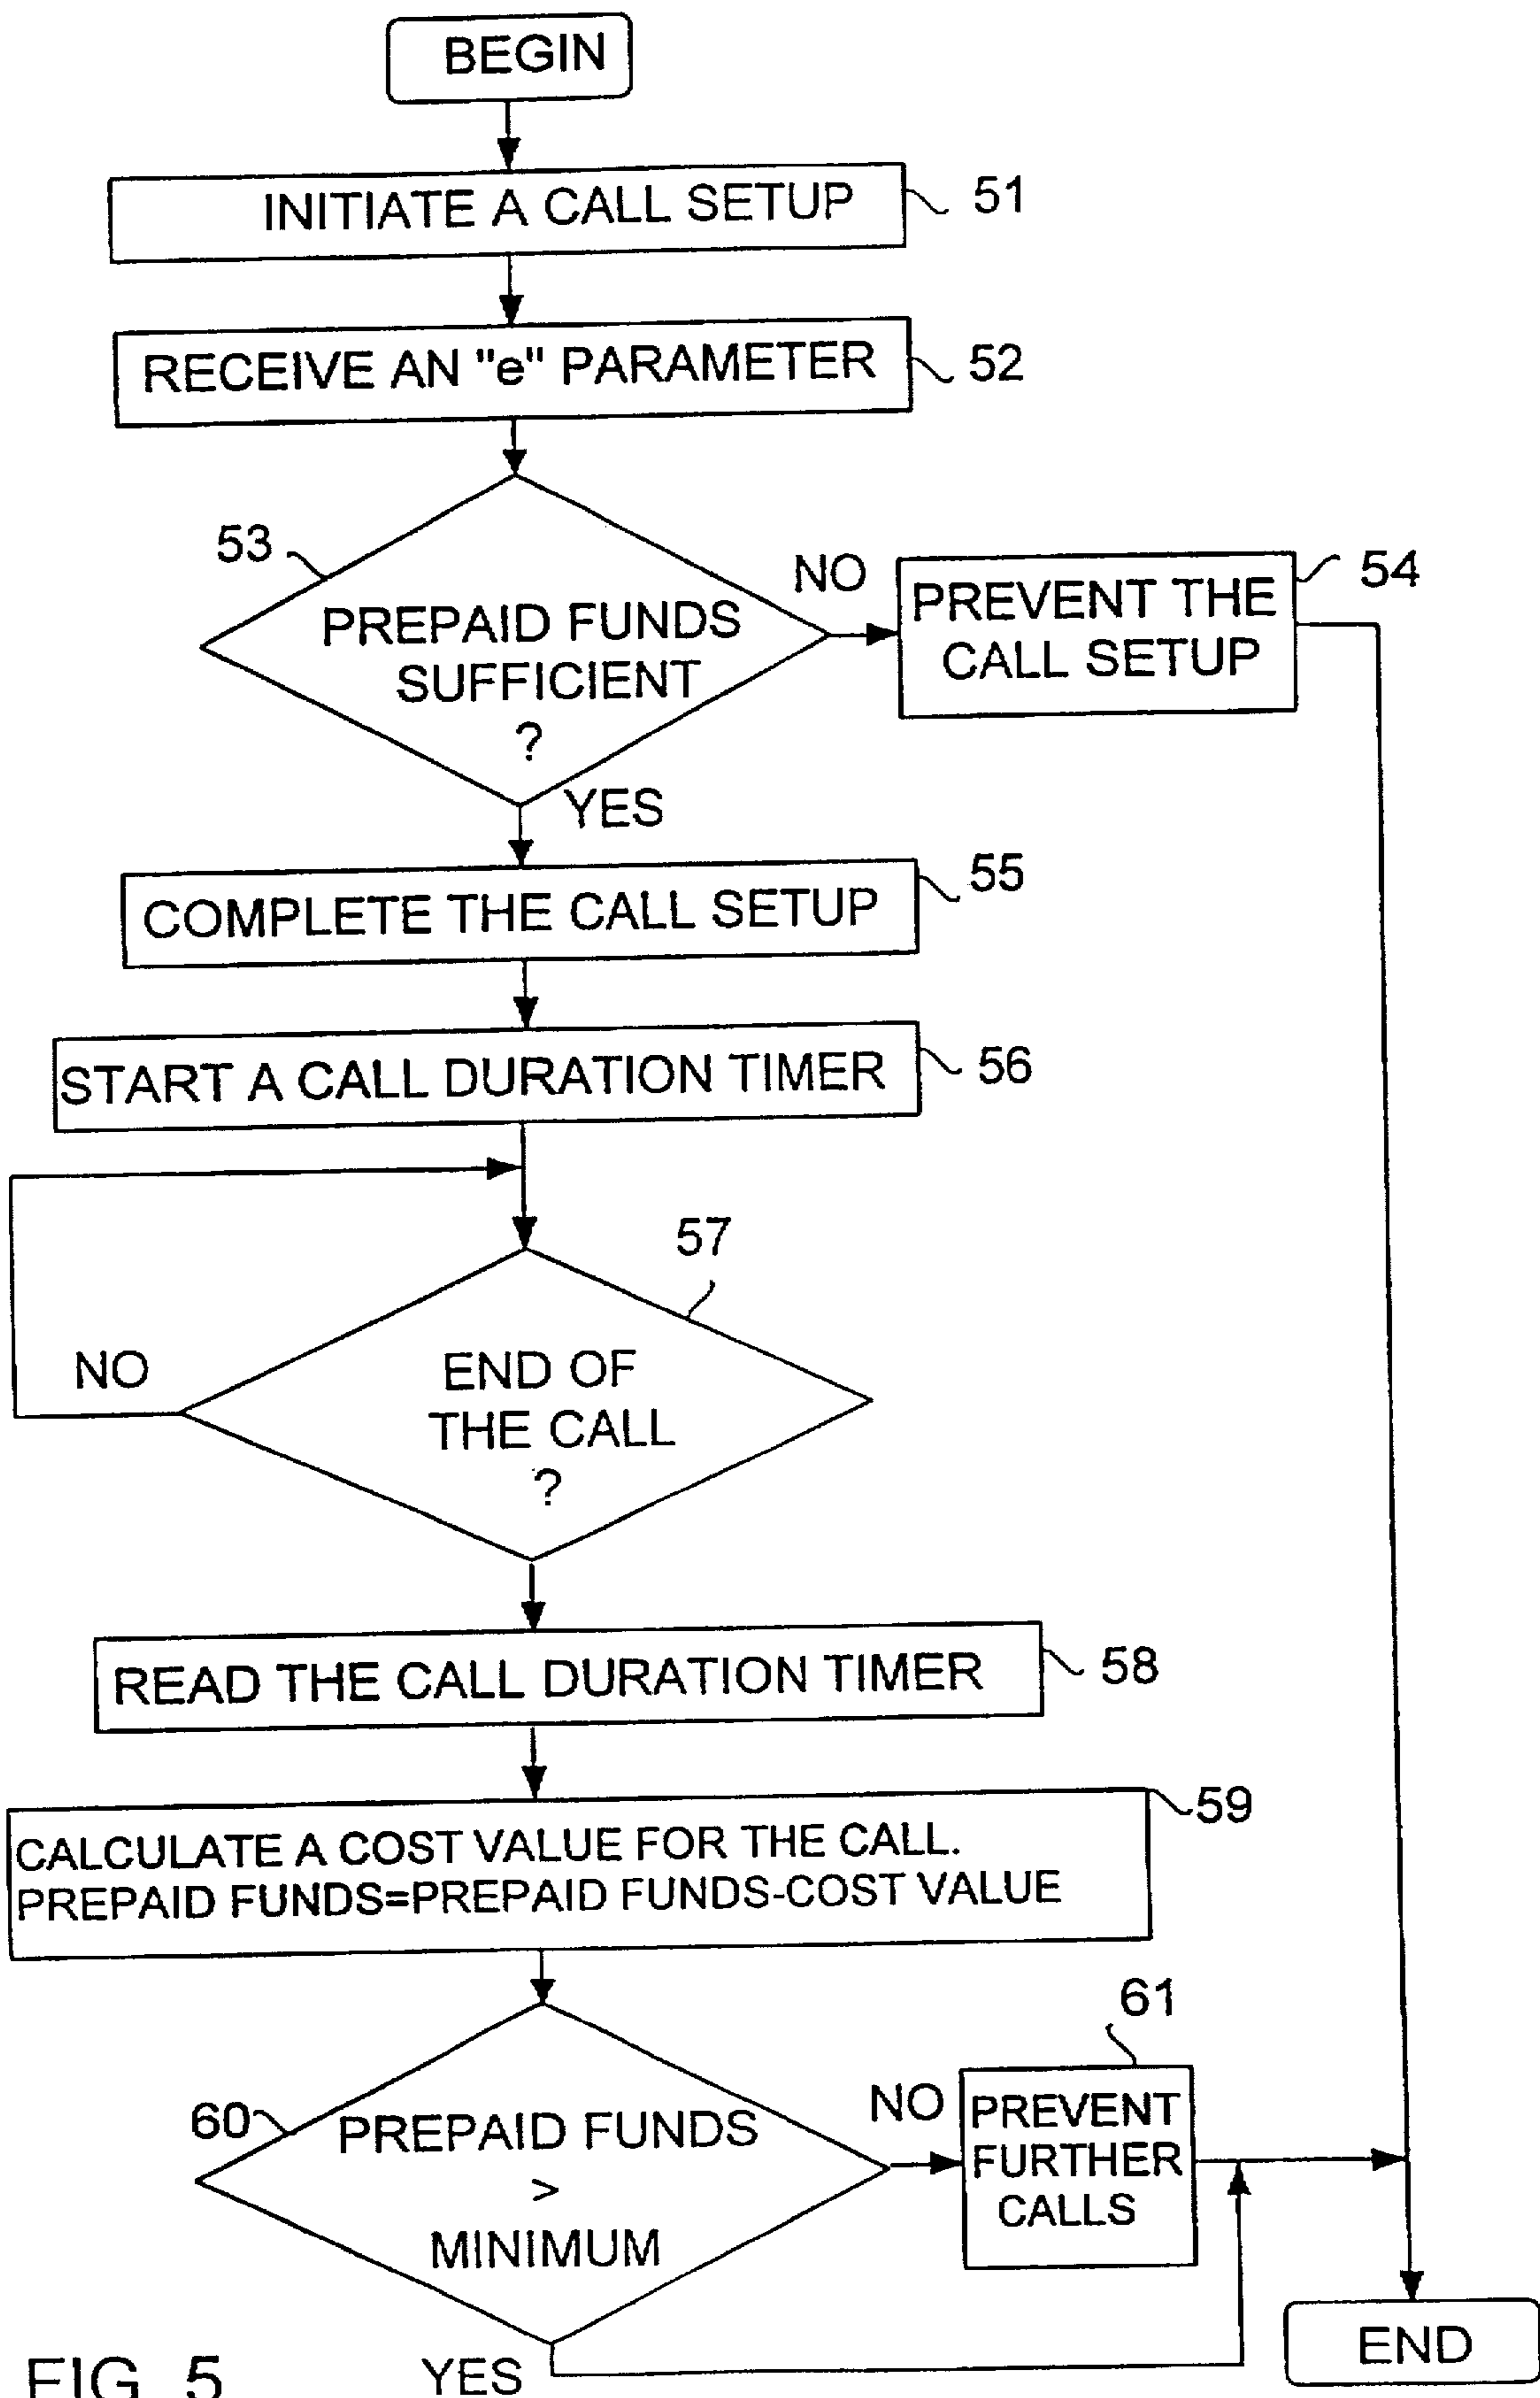 BEGIN
INITIATE A CALL SETUP
51
RECEIVE AN "e" PARAMETER
52
53
PREPAID FUNDS
SUFFICIENT
?
NO
PREVENT THE
CALL SETUP
54
YES
COMPLETE THE CALL SETUP
55
START A CALL DURATION TIMER
56
57
END OF
THE CALL
?
NO
READ THE CALL DURATION TIMER
58
CALCULATE A COST VALUE FOR THE CALL.
PREPAID FUNDS=PREPAID FUNDS-COST VALUE
59
60
PREPAID FUNDS
>
MINIMUM
NO
61
PREVENT
FURTHER
CALLS
YES
END
FIG. 5